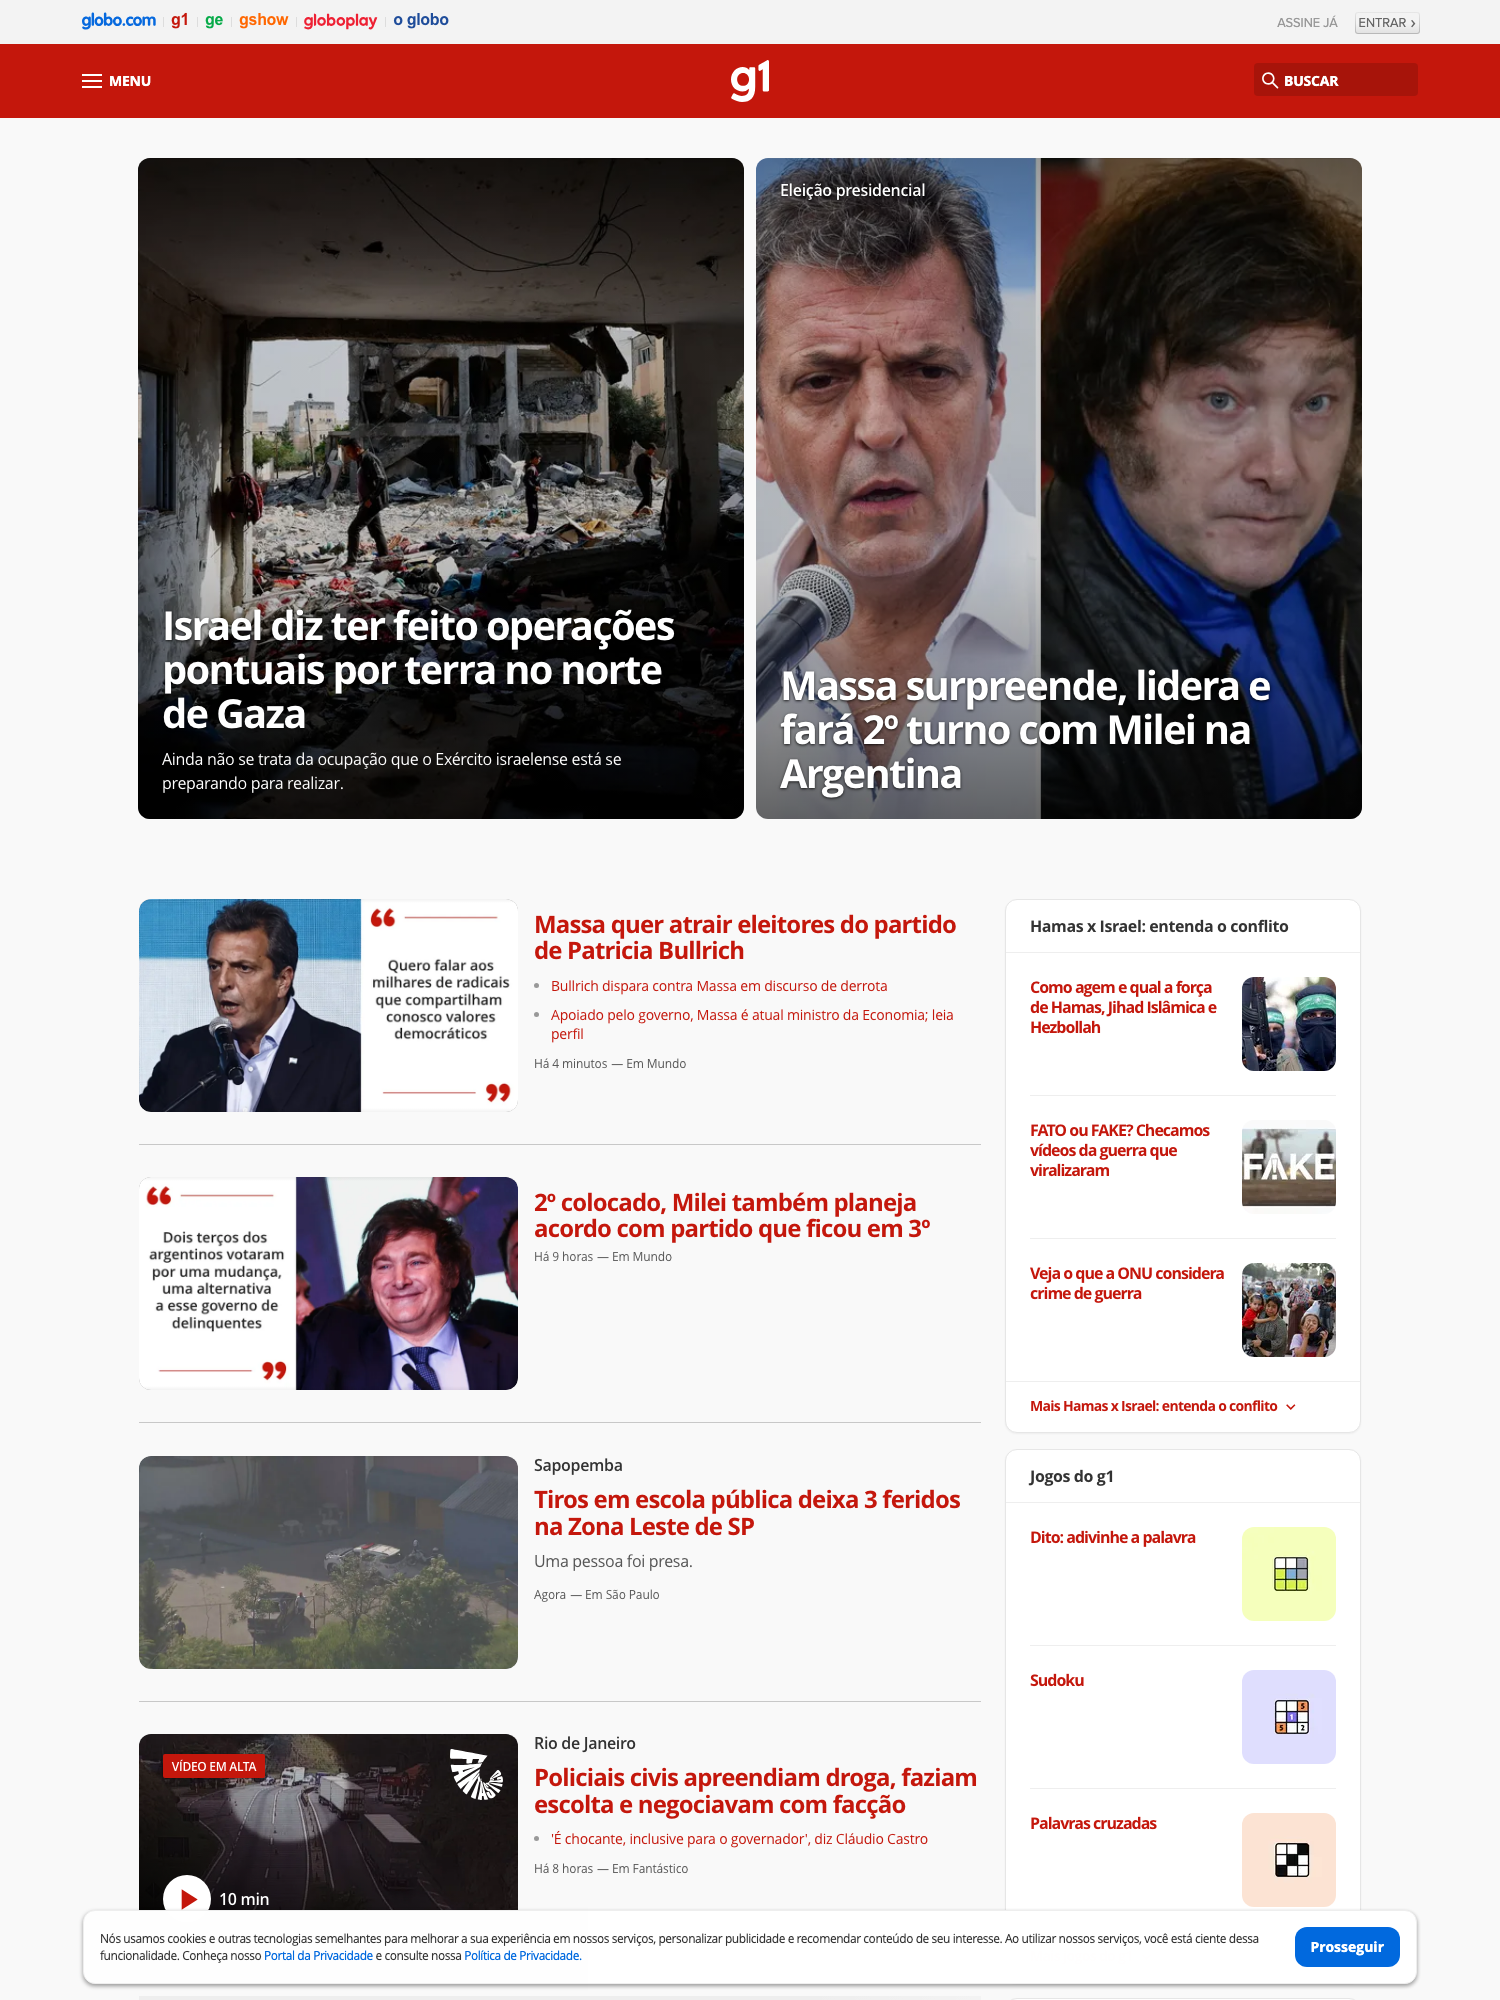 globo.com g1 ge gshow globoplay o globo
ASSINE JÁ ENTRAR ›
MENU
g1
BUSCAR
Israel diz ter feito operações
pontuais por terra no norte
de Gaza
Ainda não se trata da ocupação que o Exército israelense está se
preparando para realizar.
Eleição presidencial
Massa surpreende, lidera e
fará 2º turno com Milei na
Argentina
“
Quero falar aos
milhares de radicais
que compartilham
conosco valores
democráticos
”
Massa quer atrair eleitores do partido
de Patricia Bullrich
• Bullrich dispara contra Massa em discurso de derrota
• Apoiado pelo governo, Massa é atual ministro da Economia; leia
perfil
Há 4 minutos — Em Mundo
“
Dois terços dos
argentinos votaram
por uma mudança,
uma alternativa
a esse governo de
delinquentes
”
2º colocado, Milei também planeja
acordo com partido que ficou em 3º
Há 9 horas — Em Mundo
Sapopemba
Tiros em escola pública deixa 3 feridos
na Zona Leste de SP
Uma pessoa foi presa.
Agora — Em São Paulo
VÍDEO EM ALTA
10 min
Rio de Janeiro
Policiais civis apreendiam droga, faziam
escolta e negociavam com facção
• 'É chocante, inclusive para o governador', diz Cláudio Castro
Há 8 horas — Em Fantástico
Hamas x Israel: entenda o conflito
Como agem e qual a força
de Hamas, Jihad Islâmica e
Hezbollah
FATO ou FAKE? Checamos
vídeos da guerra que
viralizaram
FAKE
Veja o que a ONU considera
crime de guerra
Mais Hamas x Israel: entenda o conflito
Jogos do g1
Dito: adivinhe a palavra
Sudoku
5
1
5 2
Palavras cruzadas
Nós usamos cookies e outras tecnologias semelhantes para melhorar a sua experiência em nossos serviços, personalizar publicidade e recomendar conteúdo de seu interesse. Ao utilizar nossos serviços, você está ciente dessa
funcionalidade. Conheça nosso Portal da Privacidade e consulte nossa Política de Privacidade.
Prosseguir